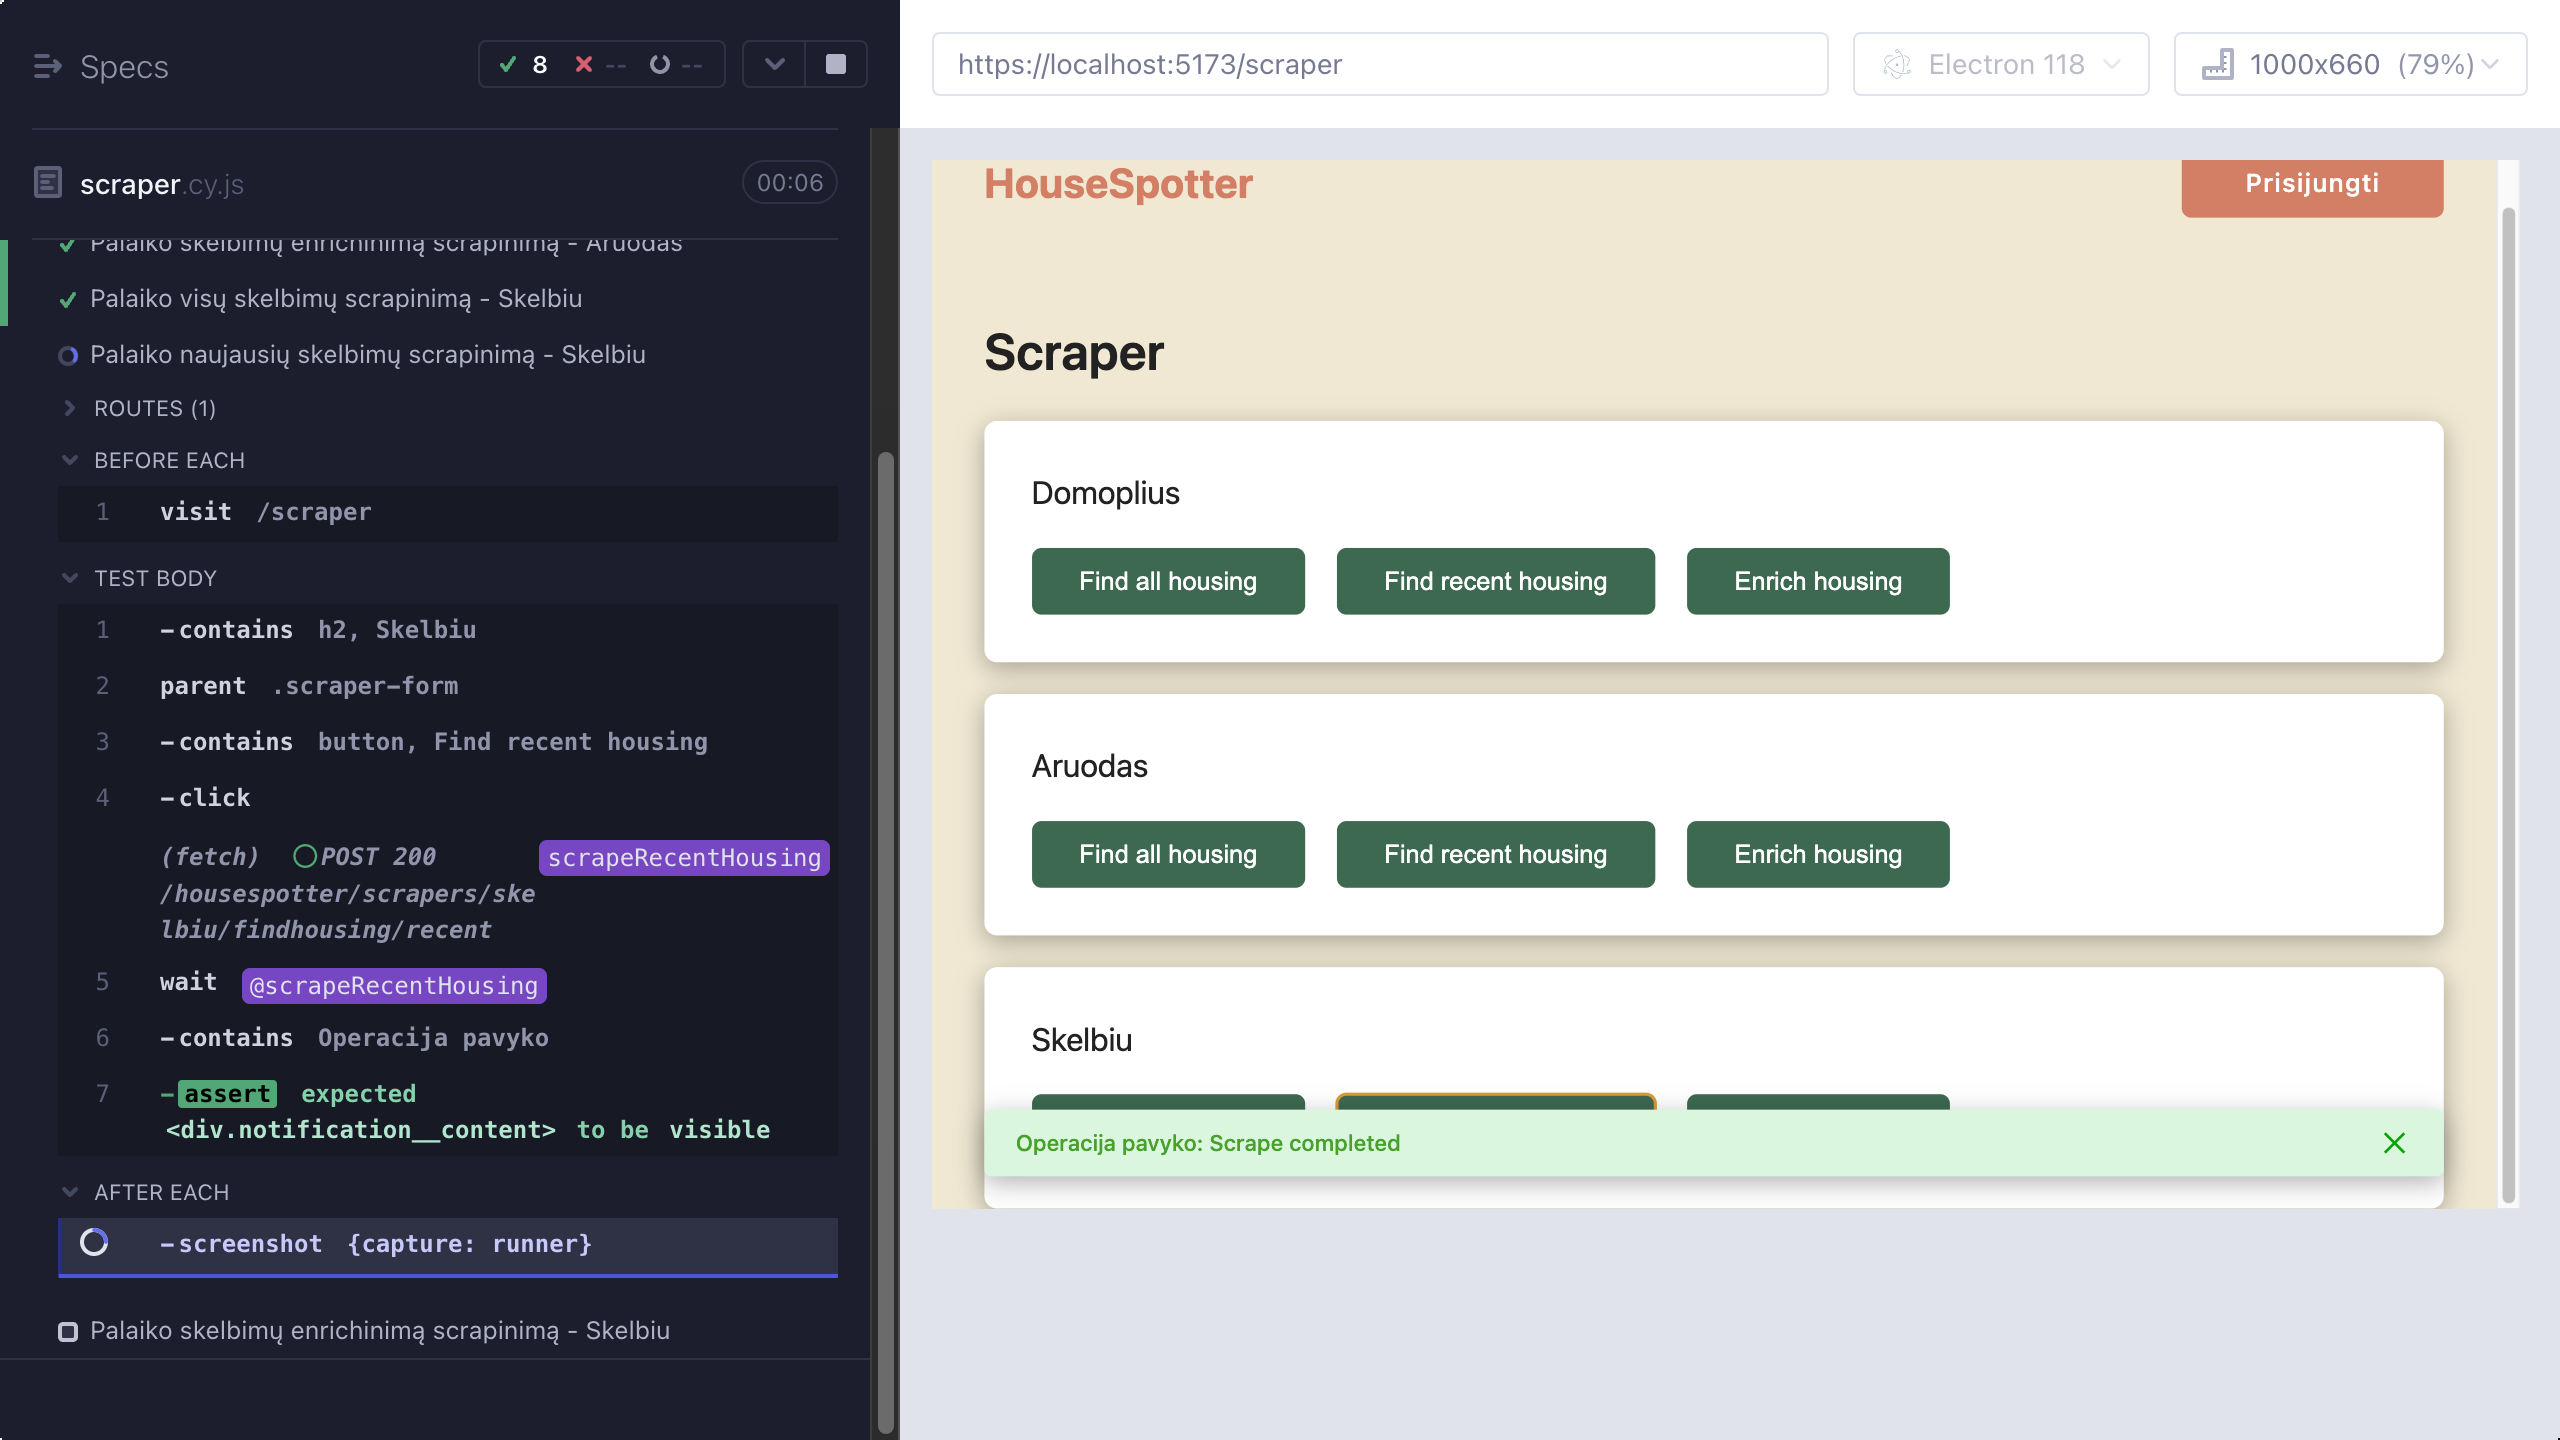 Specs
8
--
--
scraper.cy.js
00:06
Palaiko skelbimų enrichinimą scrapinimą - Aruodas
Palaiko visų skelbimų scrapinimą - Skelbiu
Palaiko naujausių skelbimų scrapinimą - Skelbiu
ROUTES (1)
BEFORE EACH
1 visit /scraper
TEST BODY
1 -contains h2, Skelbiu
2 parent .scraper-form
3 -contains button, Find recent housing
4 -click
(fetch) POST 200 scrapeRecentHousing
/housespotter/scrapers/ske
lbiu/findhousing/recent
5 wait @scrapeRecentHousing
6 -contains Operacija pavyko
7 -assert expected
<div.notification__content> to be visible
AFTER EACH
-screenshot {capture: runner}
Palaiko skelbimų enrichinimą scrapinimą - Skelbiu
https://localhost:5173/scraper
Electron 118
1000x660 (79%)
HouseSpotter
Prisijungti
Scraper
Domoplius
Find all housing
Find recent housing
Enrich housing
Aruodas
Find all housing
Find recent housing
Enrich housing
Skelbiu
Operacija pavyko: Scrape completed